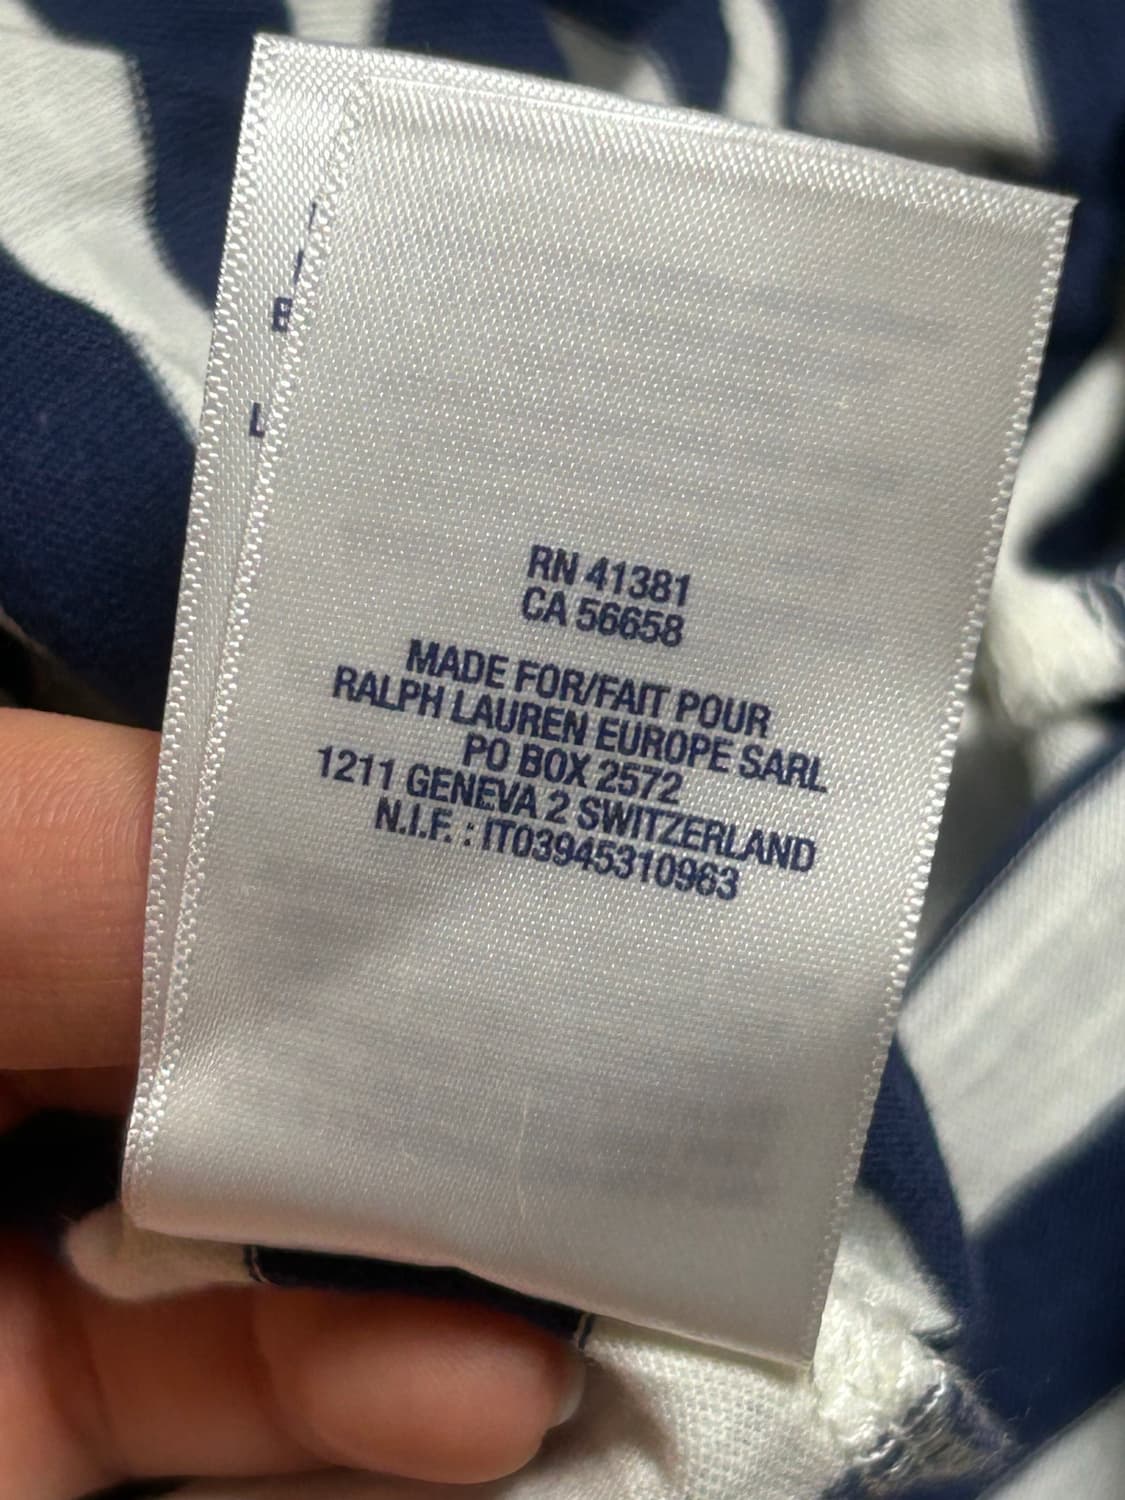 RN 41381
CA 56658
MADE FOR/FAIT POUR
RALPH LAUREN EUROPE SARL
PO BOX 2572
1211 GENEVA 2 SWITZERLAND
N.I.F. : IT03945310963